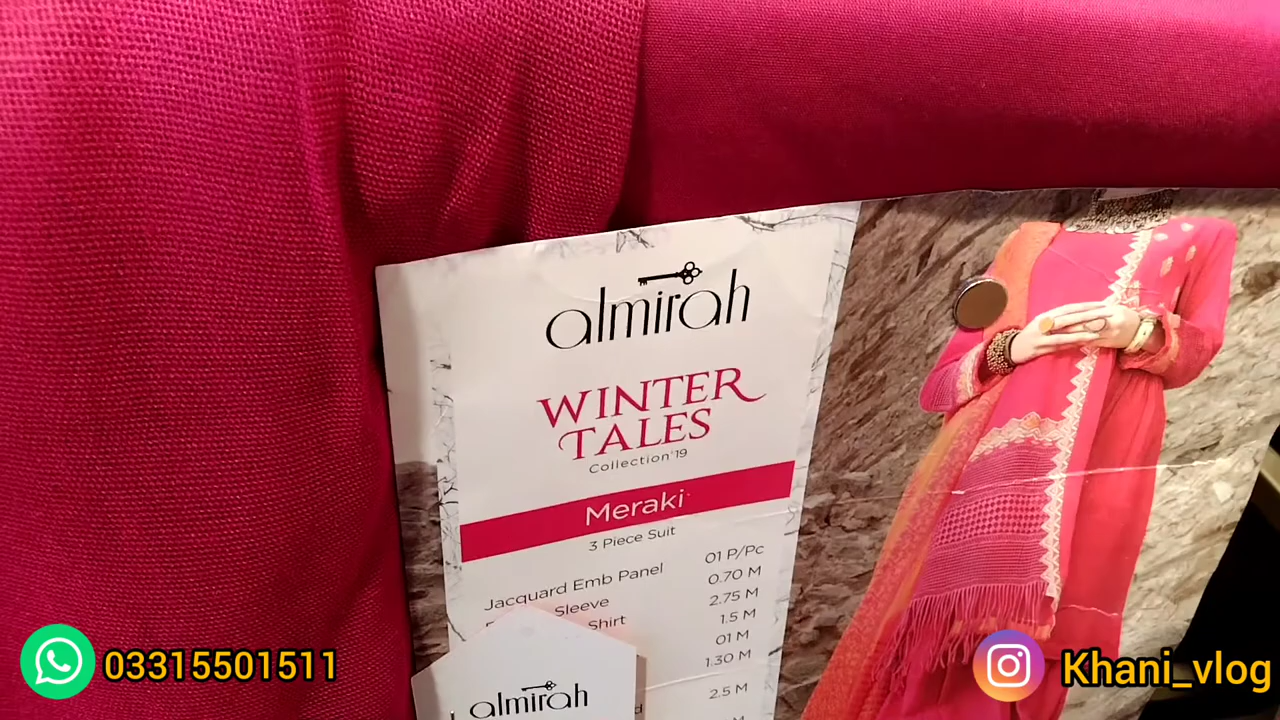 almirah
WINTER
TALES
Collection'19
Meraki
3 Piece Suit
Jacquard Emb Panel 01 P/Pc
Sleeve 0.70 M
Shirt 2.75 M
1.5 M
01 M
1.30 M
2.5 M
M
almirah
03315501511
Khani_vlog